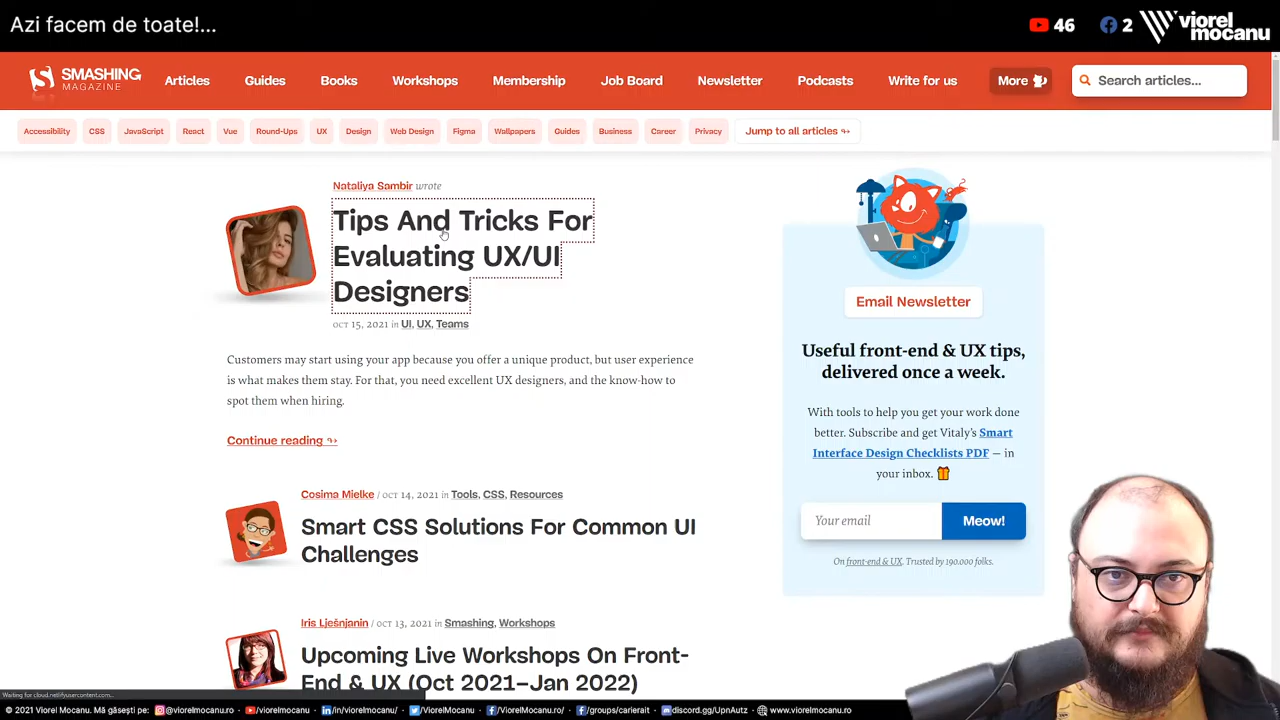 Azi facem de toate!...
46
2
viorel
mocanu
SMASHING
MAGAZINE
Articles
Guides
Books
Workshops
Membership
Job Board
Newsletter
Podcasts
Write for us
More
Search articles...
Accessibility
CSS
JavaScript
React
Vue
Round-Ups
UX
Design
Web Design
Figma
Wallpapers
Guides
Business
Career
Privacy
Jump to all articles ↬
Nataliya Sambir wrote
Tips And Tricks For
Evaluating UX/UI
Designers
OCT 15, 2021 in UI, UX, Teams
Customers may start using your app because you offer a unique product, but user experience
is what makes them stay. For that, you need excellent UX designers, and the know-how to
spot them when hiring.
Continue reading ↬
Cosima Mielke / OCT 14, 2021 in Tools, CSS, Resources
Smart CSS Solutions For Common UI
Challenges
Iris Lješnjanin / OCT 13, 2021 in Smashing, Workshops
Upcoming Live Workshops On Front-
End & UX (Oct 2021–Jan 2022)
Email Newsletter
Useful front-end & UX tips,
delivered once a week.
With tools to help you get your work done
better. Subscribe and get Vitaly's Smart
Interface Design Checklists PDF — in
your inbox. 🎁
Your email
Meow!
On front-end & UX. Trusted by 190.000 folks.
Waiting for cloud.netlifyusercontent.com...
© 2021 Viorel Mocanu. Mă găsești pe:
@viorelmocanu.ro
/viorelmocanu
/in/viorelmocanu/
/ViorelMocanu
/ViorelMocanu.ro/
/groups/carierait
discord.gg/UpnAutz
www.viorelmocanu.ro